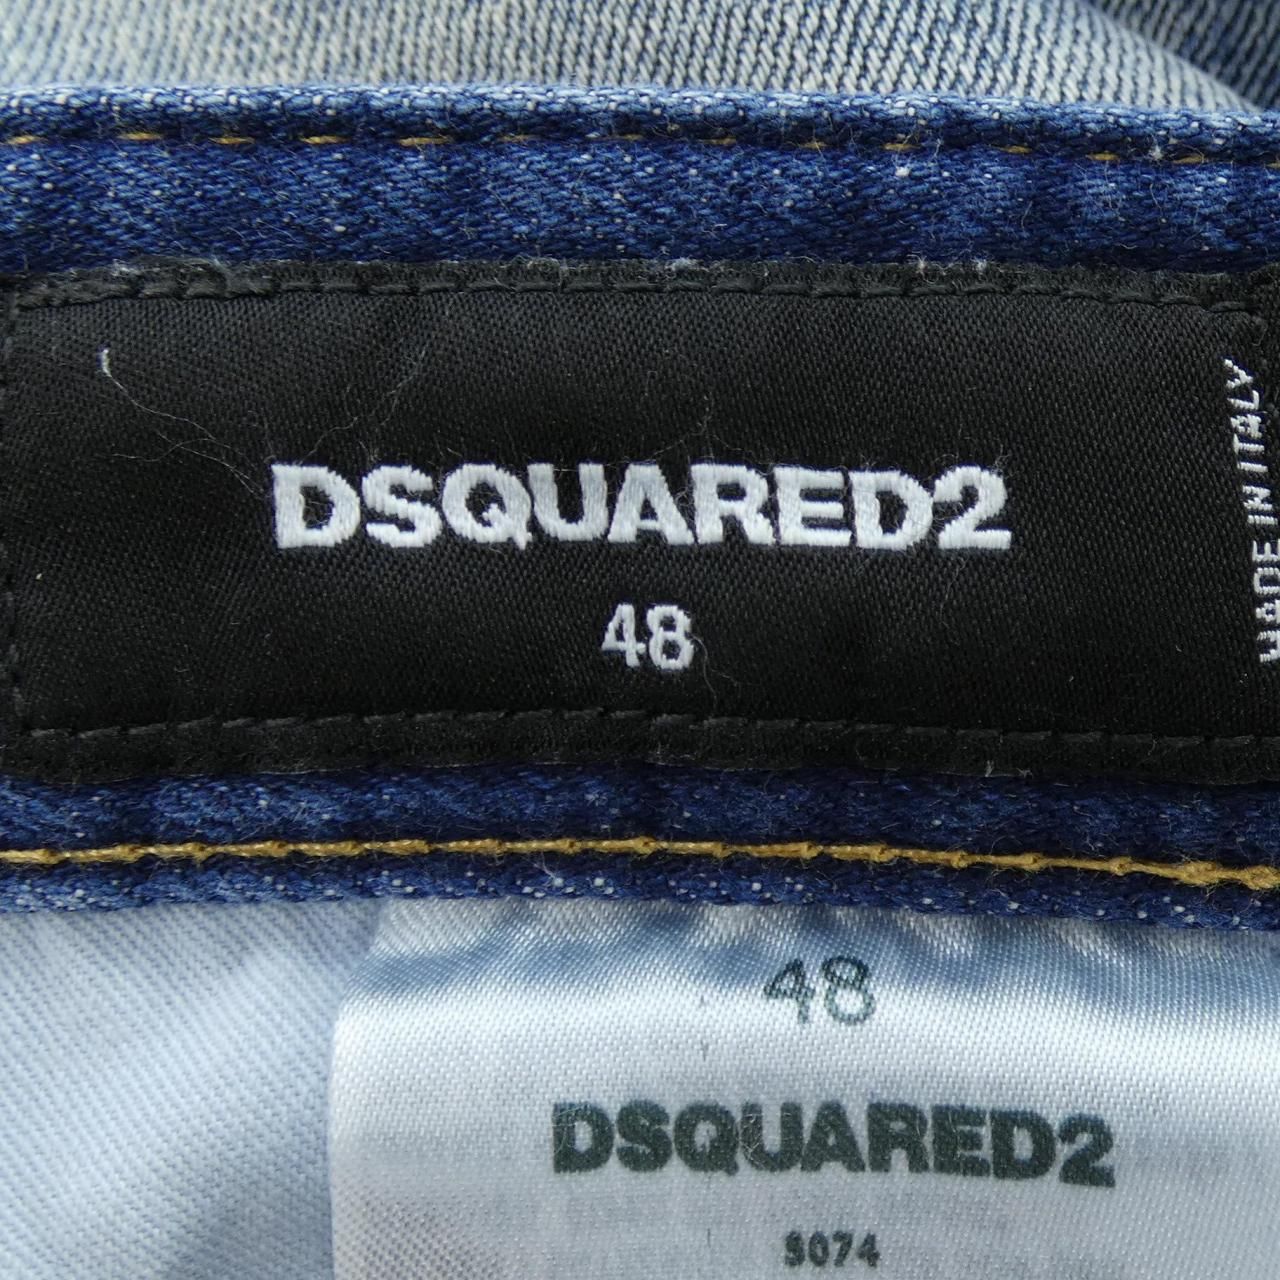 DSQUARED2
48
MADE IN ITALY
48
DSQUARED2
S074